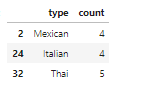 type count
2 Mexican 4
24 Italian 4
32 Thai 5